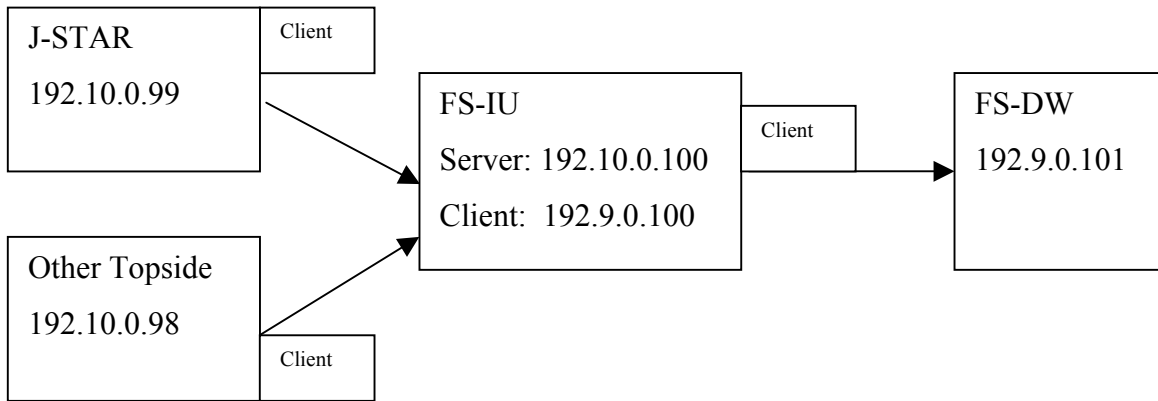 J-STAR
192.10.0.99
Client
FS-IU
Server: 192.10.0.100
Client: 192.9.0.100
Client
FS-DW
192.9.0.101
Other Topside
192.10.0.98
Client